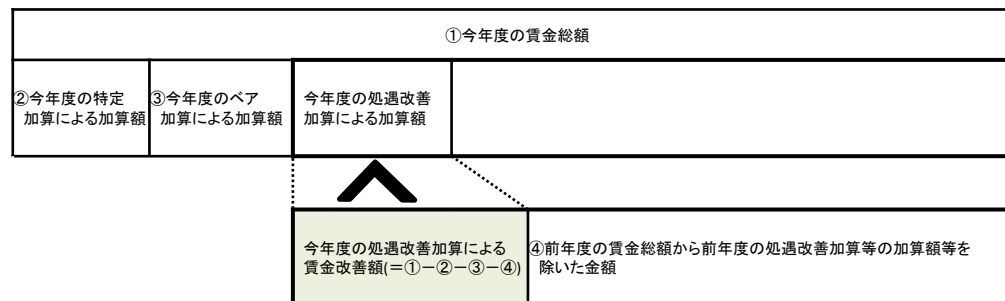 ①今年度の賃金総額
②今年度の特定
加算による加算額
③今年度のベア
加算による加算額
今年度の処遇改善
加算による加算額
今年度の処遇改善加算による
賃金改善額(=①-②-③-④)
④前年度の賃金総額から前年度の処遇改善加算等の加算額等を
除いた金額